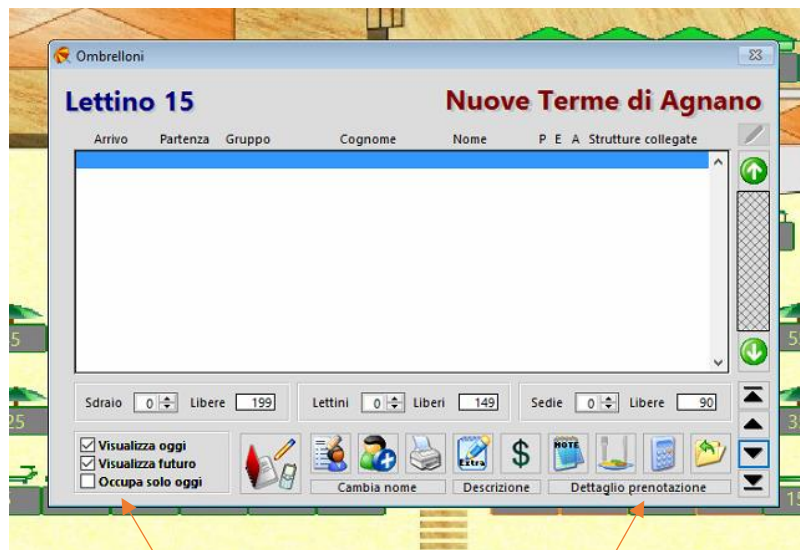 Ombrelloni
Lettino 15 Nuove Terme di Agnano
Arrivo Partenza Gruppo Cognome Nome P E A Strutture collegate
5
Sdraio 0 Libere 199 Lettini 0 Liberi 149 Sedie 0 Libere 90
25
Visualizza oggi
Visualizza futuro
Occupa solo oggi
Extra
$
NOTE
Cambia nome Descrizione Dettaglio prenotazione